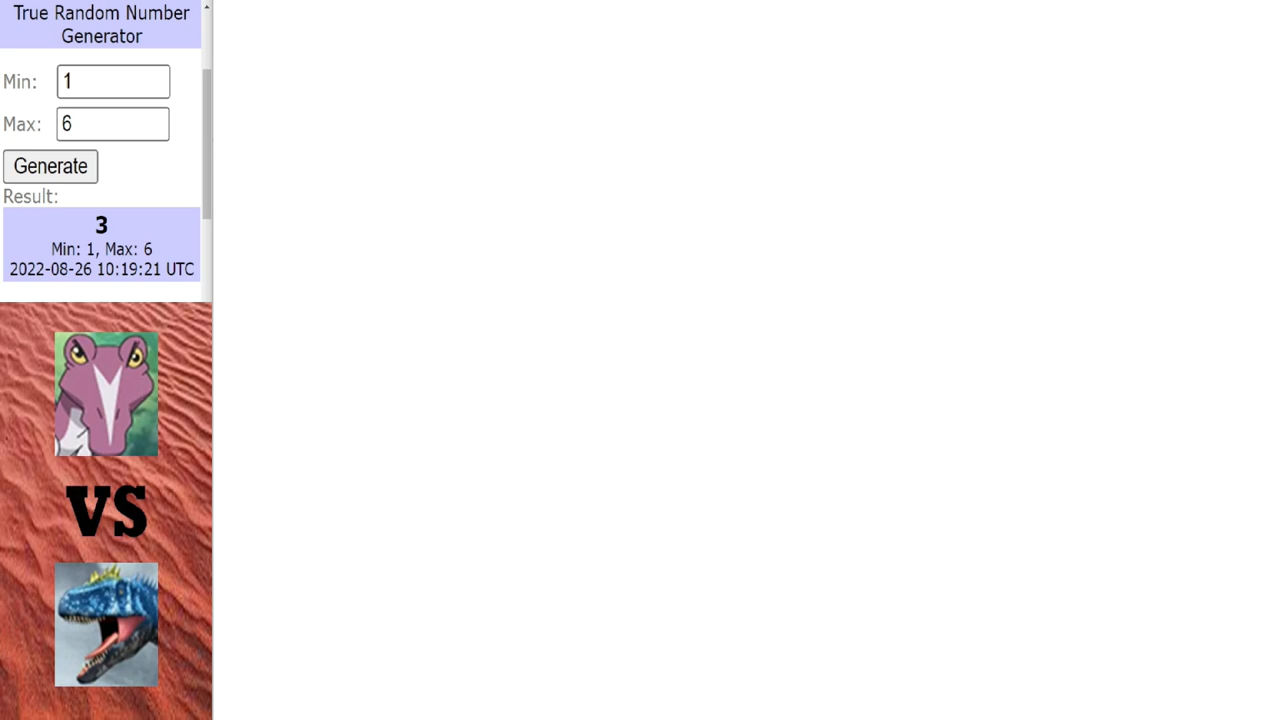 True Random Number
Generator
Min: 1
Max: 6
Generate
Result:
3
Min: 1, Max: 6
2022-08-26 10:19:21 UTC
VS